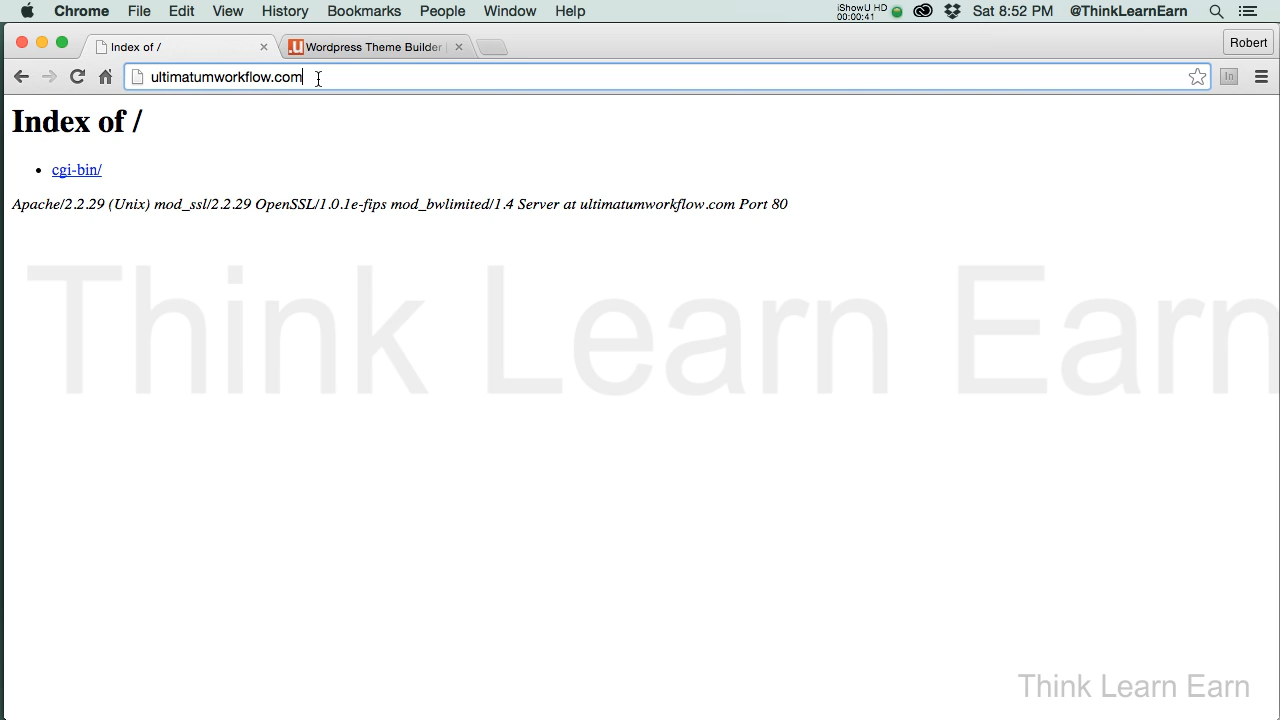 Chrome File Edit View History Bookmarks People Window Help iShowU HD 00:00:41 Sat 8:52 PM @ThinkLearnEarn
Index of / Wordpress Theme Builder Robert
ultimatumworkflow.com In
Index of /
cgi-bin/
Apache/2.2.29 (Unix) mod_ssl/2.2.29 OpenSSL/1.0.1e-fips mod_bwlimited/1.4 Server at ultimatumworkflow.com Port 80
Think Learn Earn
Think Learn Earn